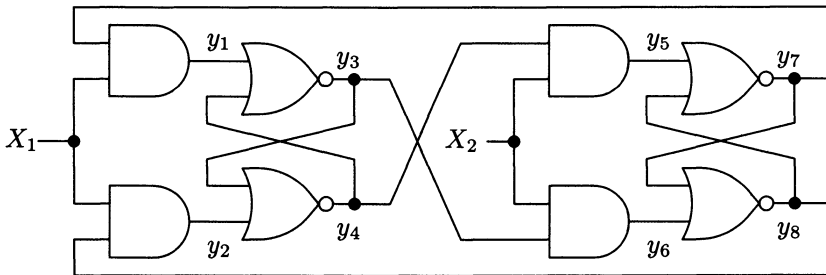 y₁ y₃ y₅ y₇
X₁ X₂
y₂ y₄ y₆ y₈